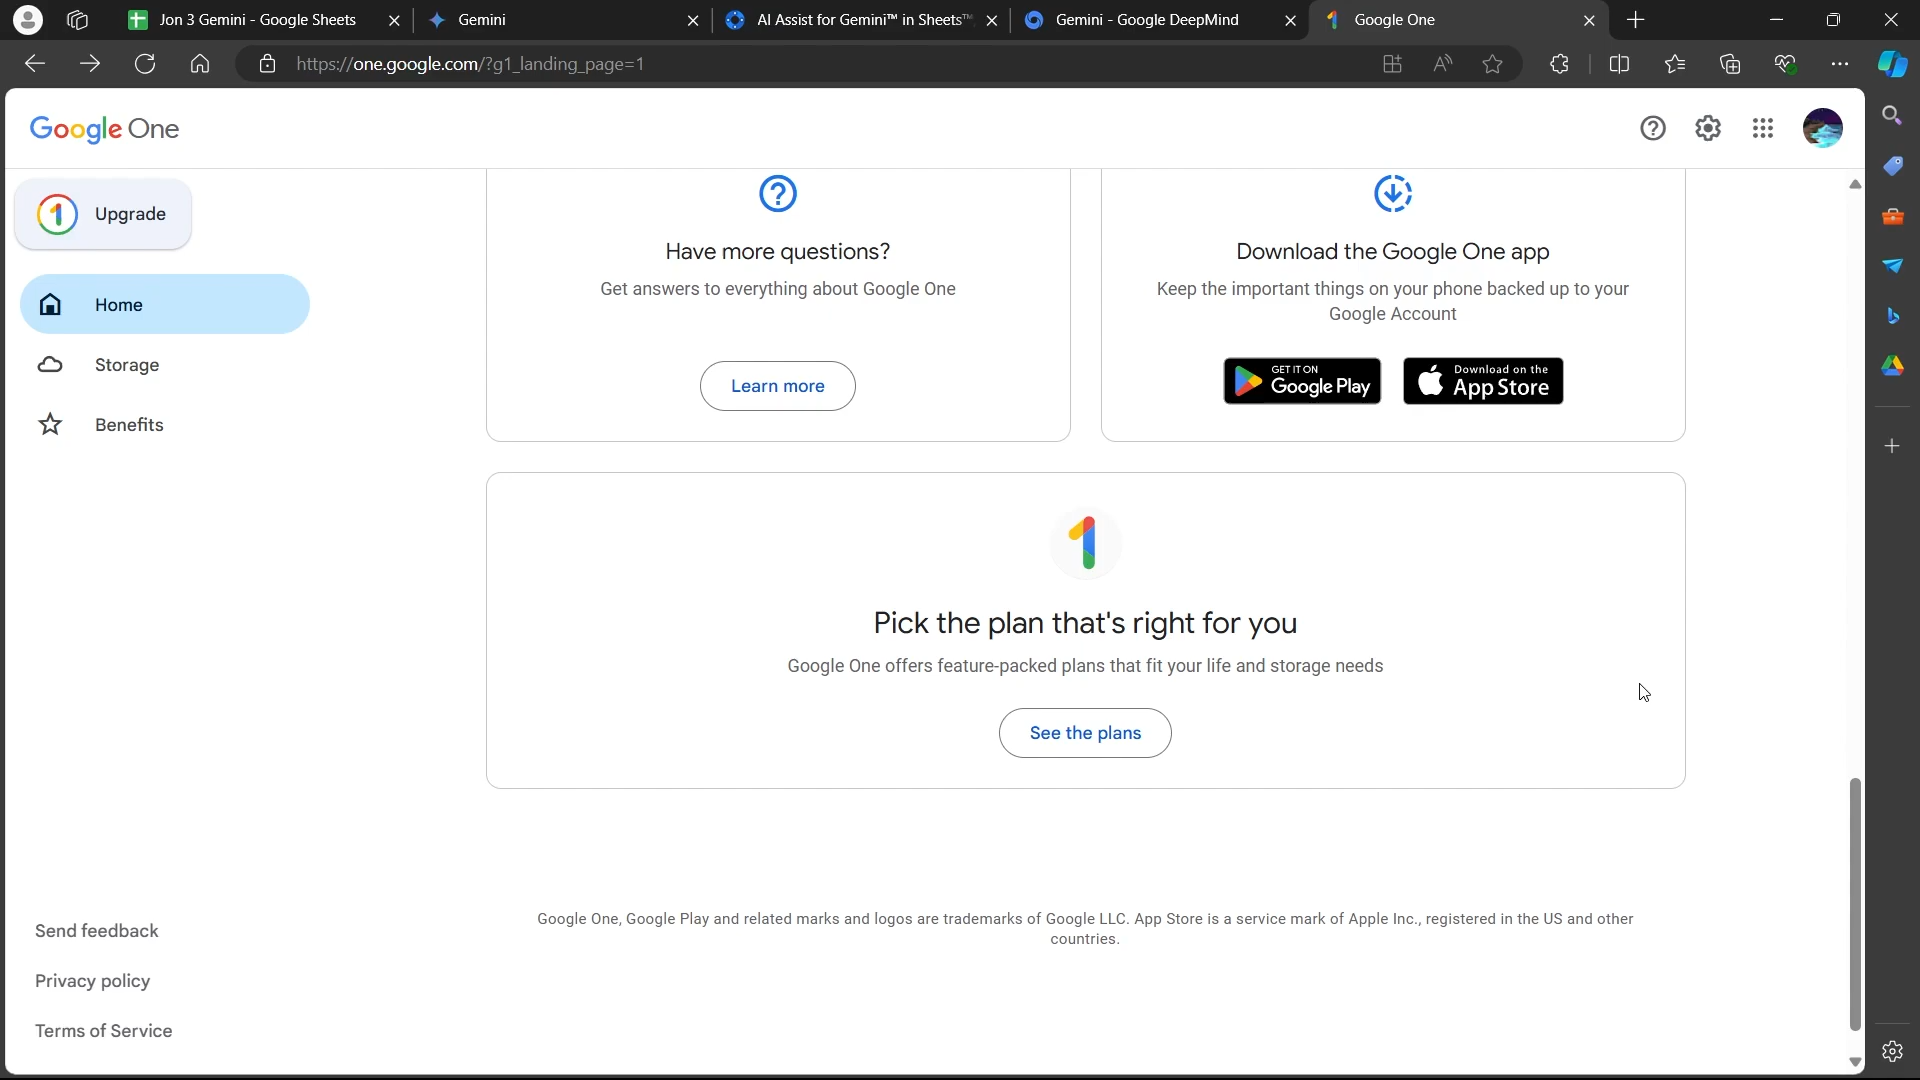 Jon 3 Gemini - Google Sheets
Gemini
AI Assist for Gemini™ in Sheets™
Gemini - Google DeepMind
Google One
https://one.google.com/?g1_landing_page=1
Google One
Upgrade
Home
Storage
Benefits
Have more questions?
Get answers to everything about Google One
Learn more
Download the Google One app
Keep the important things on your phone backed up to your
Google Account
GET IT ON
Google Play
Download on the
App Store
Pick the plan that's right for you
Google One offers feature-packed plans that fit your life and storage needs
See the plans
Google One, Google Play and related marks and logos are trademarks of Google LLC. App Store is a service mark of Apple Inc., registered in the US and other
countries.
Send feedback
Privacy policy
Terms of Service